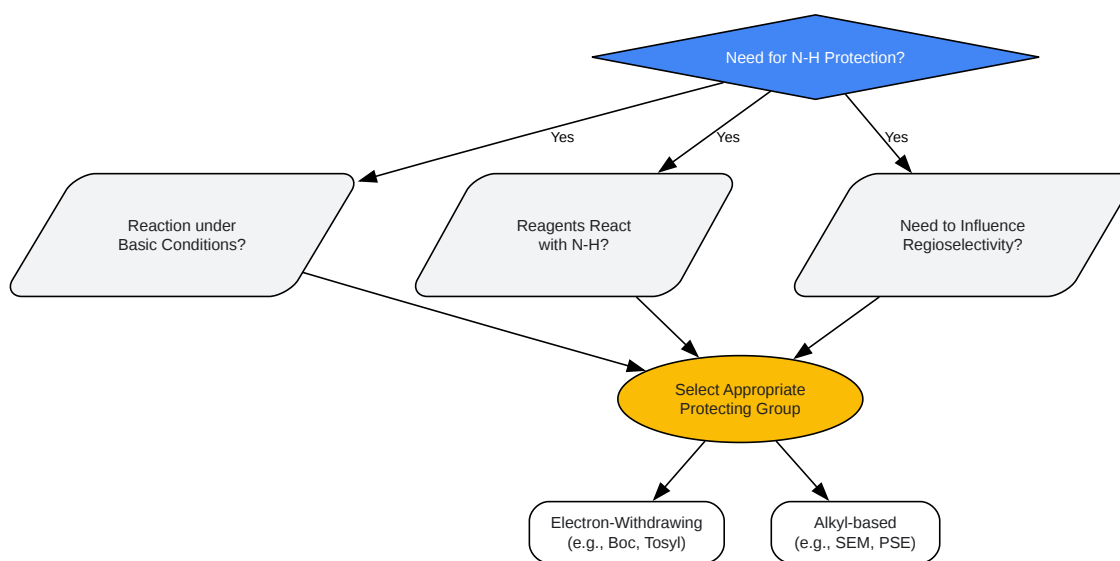 Need for N-H Protection?
Yes
Yes
Yes
Reaction under
Basic Conditions?
Reagents React
with N-H?
Need to Influence
Regioselectivity?
Select Appropriate
Protecting Group
Electron-Withdrawing
(e.g., Boc, Tosyl)
Alkyl-based
(e.g., SEM, PSE)